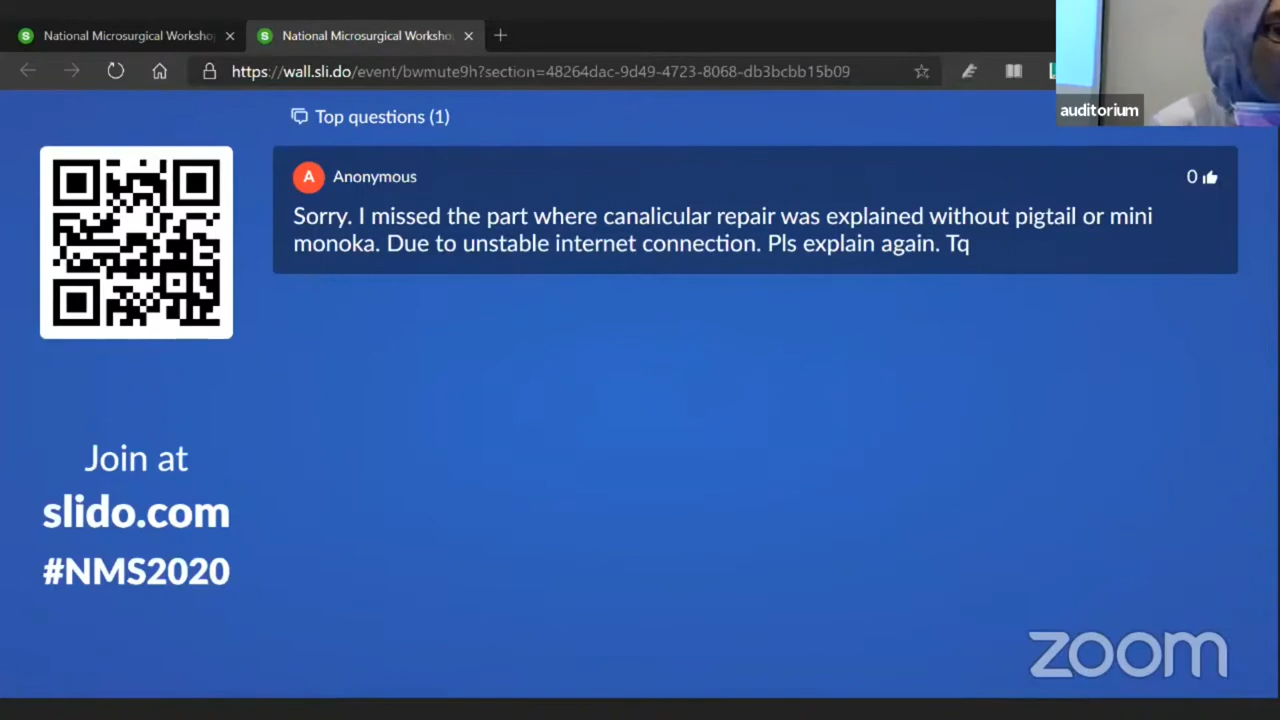 National Microsurgical Worksho
National Microsurgical Worksho
https://wall.sli.do/event/bwmute9h?section=48264dac-9d49-4723-8068-db3bcbb15b09
auditorium
Top questions (1)
A Anonymous
0
Sorry. I missed the part where canalicular repair was explained without pigtail or mini
monoka. Due to unstable internet connection. Pls explain again. Tq
Join at
slido.com
#NMS2020
zoom